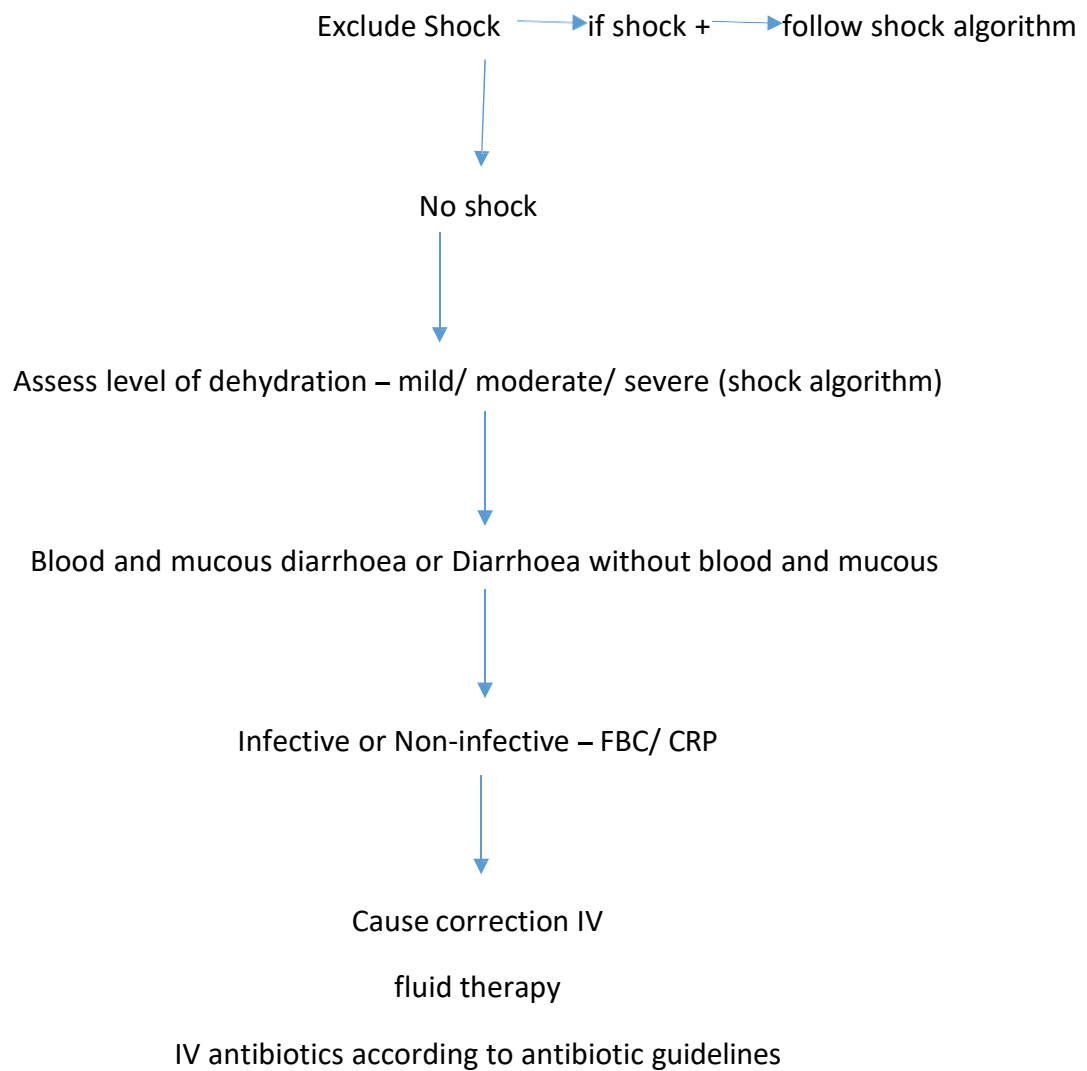 Exclude Shock if shock + follow shock algorithm
No shock
Assess level of dehydration – mild/ moderate/ severe (shock algorithm)
Blood and mucous diarrhoea or Diarrhoea without blood and mucous
Infective or Non-infective – FBC/ CRP
Cause correction IV
fluid therapy
IV antibiotics according to antibiotic guidelines